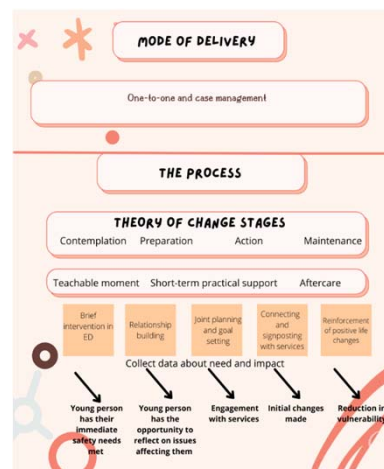 MODE OF DELIVERY
One-to-one and case management
THE PROCESS
THEORY OF CHANGE STAGES
Contemplation Preparation Action Maintenance
Teachable moment Short-term practical support Aftercare
Brief
intervention in
ED
Relationship
building
Joint planning
and goal
setting
Connecting
and
signposting
with services
Reinforcement
of positive life
changes
Collect data about need and impact
Young person
has their
immediate
safety needs
met
Young person
has the
opportunity to
reflect on issues
affecting them
Engagement
with services
Initial changes
made
Reduction in
vulnerability